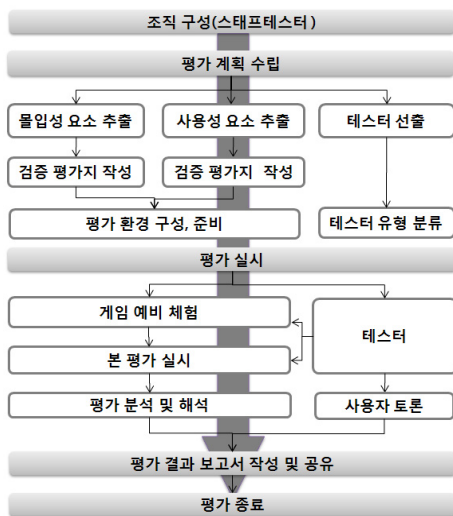 조직 구성(스태프테스터)
평가 계획 수립
몰입성 요소 추출
사용성 요소 추출
테스터 선출
검증 평가지 작성
검증 평가지 작성
평가 환경 구성, 준비
테스터 유형 분류
평가 실시
게임 예비 체험
테스터
본 평가 실시
평가 분석 및 해석
사용자 토론
평가 결과 보고서 작성 및 공유
평가 종료